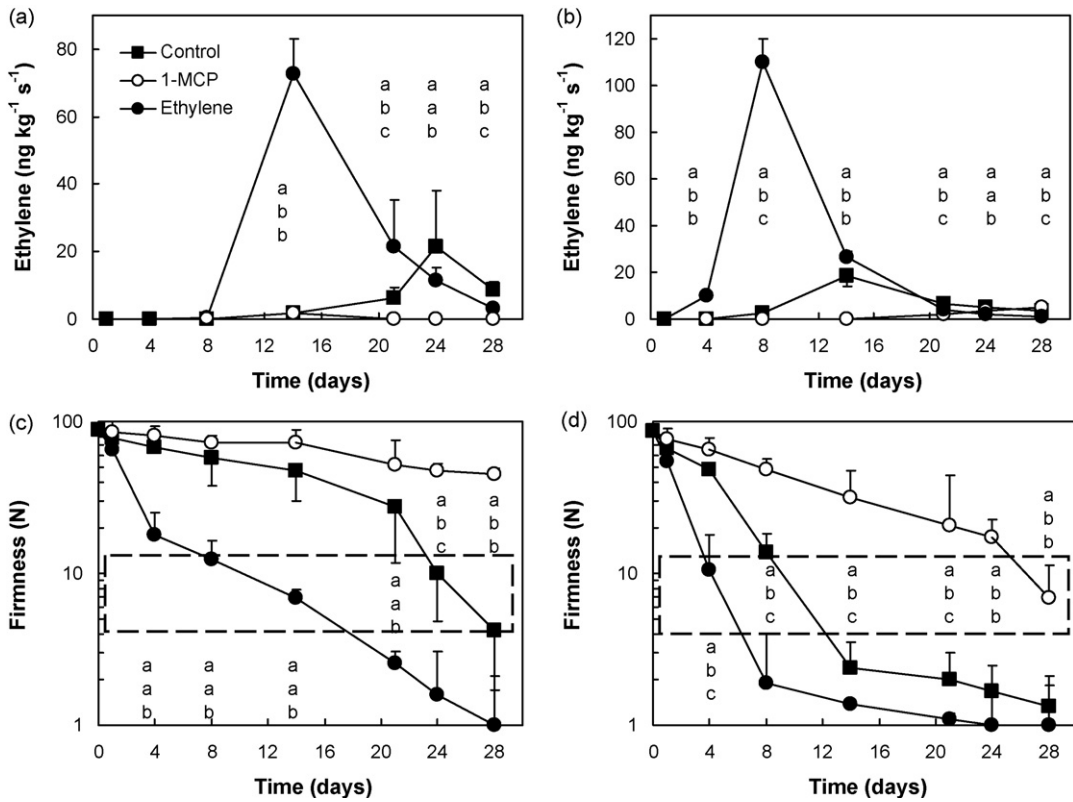 (a)
Ethylene (ng kg⁻¹ s⁻¹)
80
60
40
20
0
Control
1-MCP
Ethylene
a
b
b
a
b
c
a
a
b
a
b
c
0 4 8 12 16 20 24 28
Time (days)
(b)
Ethylene (ng kg⁻¹ s⁻¹)
120
100
80
60
40
20
0
a
b
b
a
b
c
a
b
b
a
b
c
a
a
b
a
b
c
0 4 8 12 16 20 24 28
Time (days)
(c)
Firmness (N)
100
10
1
a
a
b
a
a
b
a
a
b
a
a
b
a
b
c
a
b
b
0 4 8 12 16 20 24 28
Time (days)
(d)
Firmness (N)
100
10
1
a
b
c
a
b
c
a
b
c
a
b
c
a
b
b
a
b
b
0 4 8 12 16 20 24 28
Time (days)